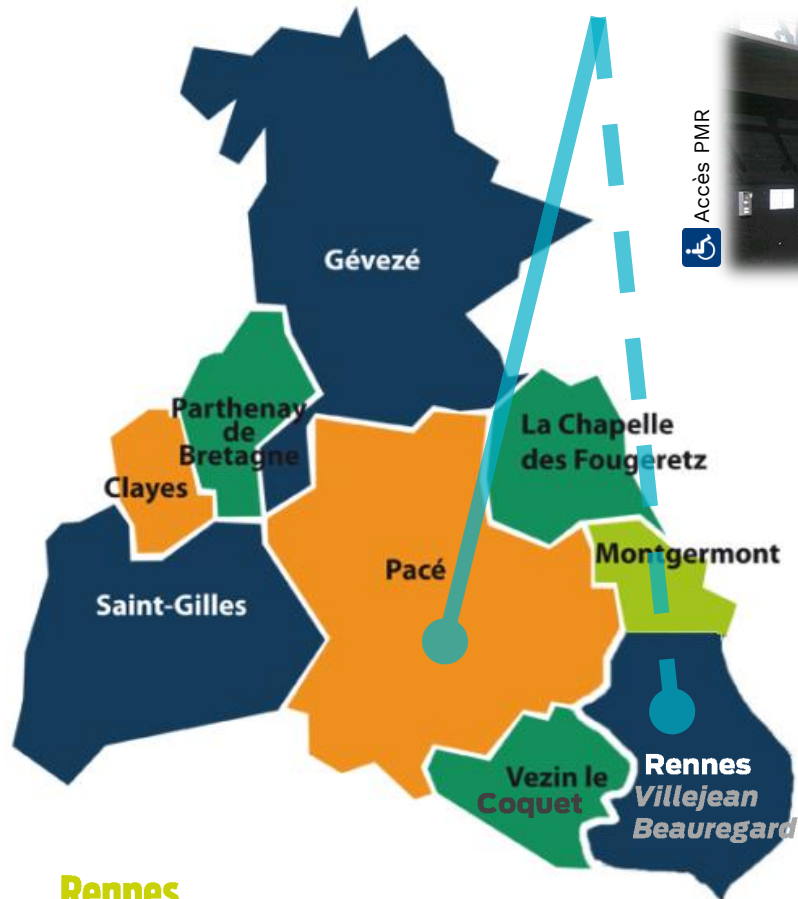 Accès PMR
Gévezé
Parthenay
de
Bretagne
Clayes
La Chapelle
des Fougeretz
Montgermont
Pacé
Saint-Gilles
Vezin le
Coquet
Rennes
Villejean
Beauregard
Rennes